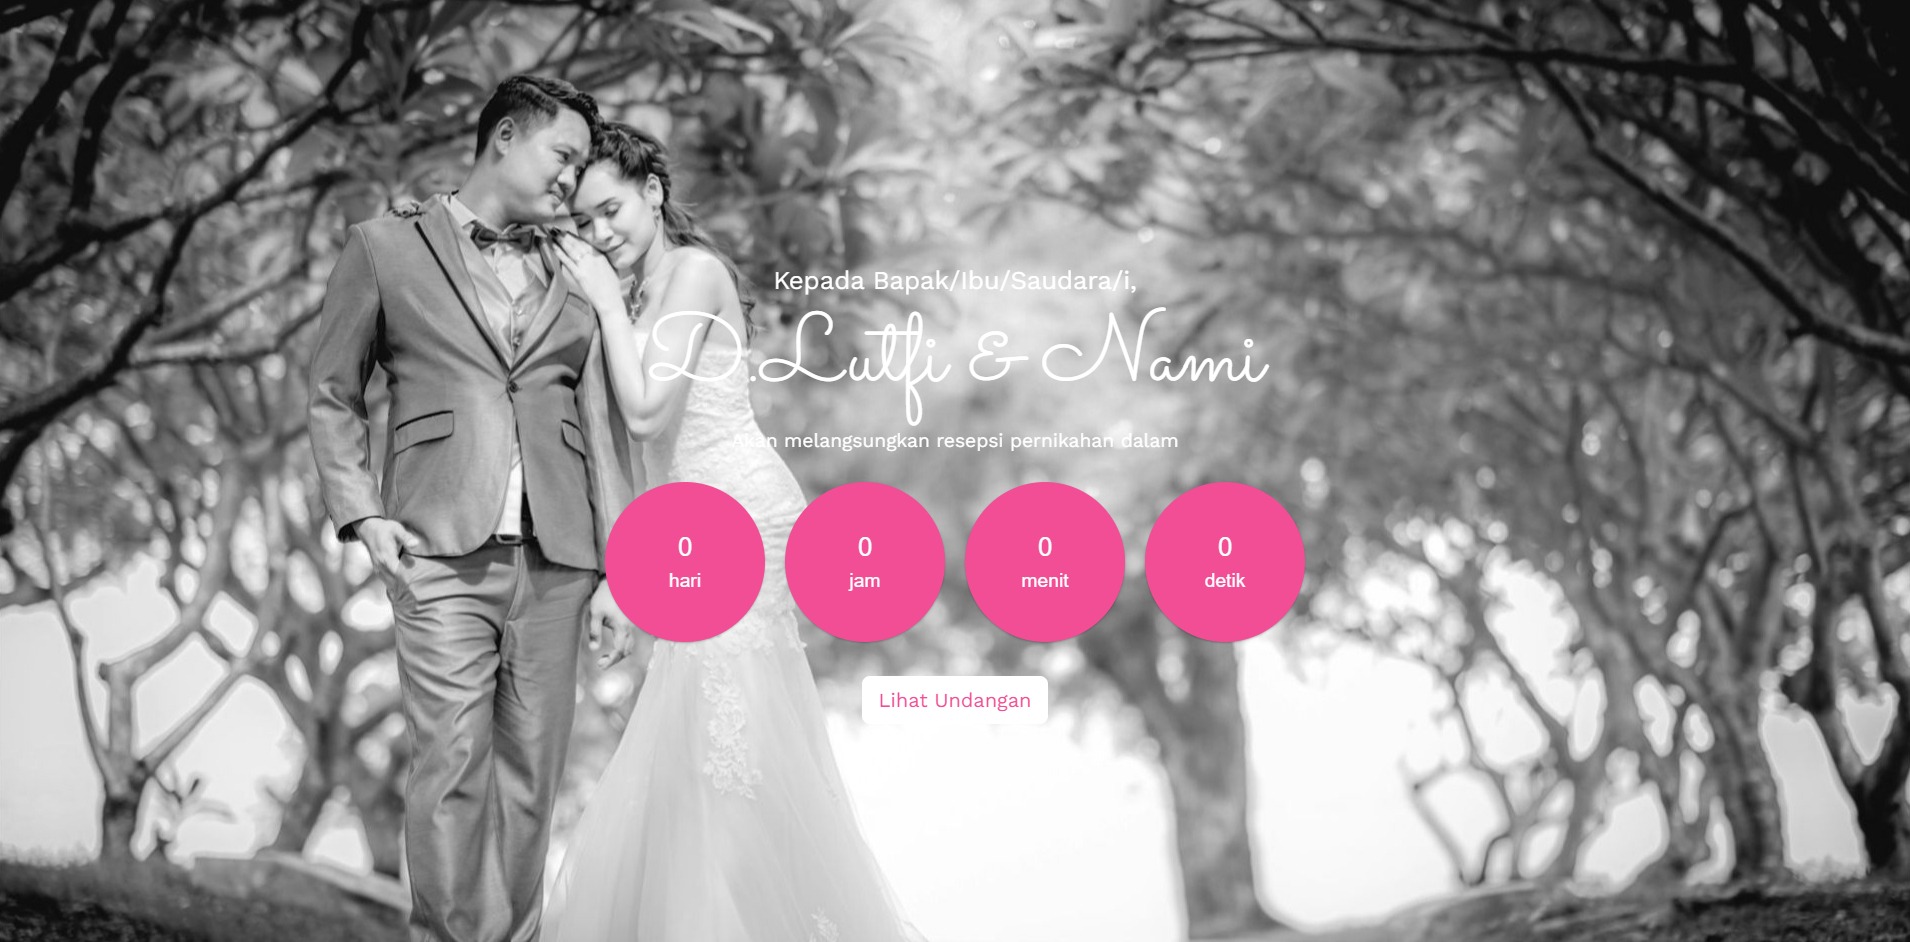 Kepada Bapak/Ibu/Saudara/i,
D.Lutfi & Nami
Akan melangsungkan resepsi pernikahan dalam
0 0 0 0
hari jam menit detik
Lihat Undangan